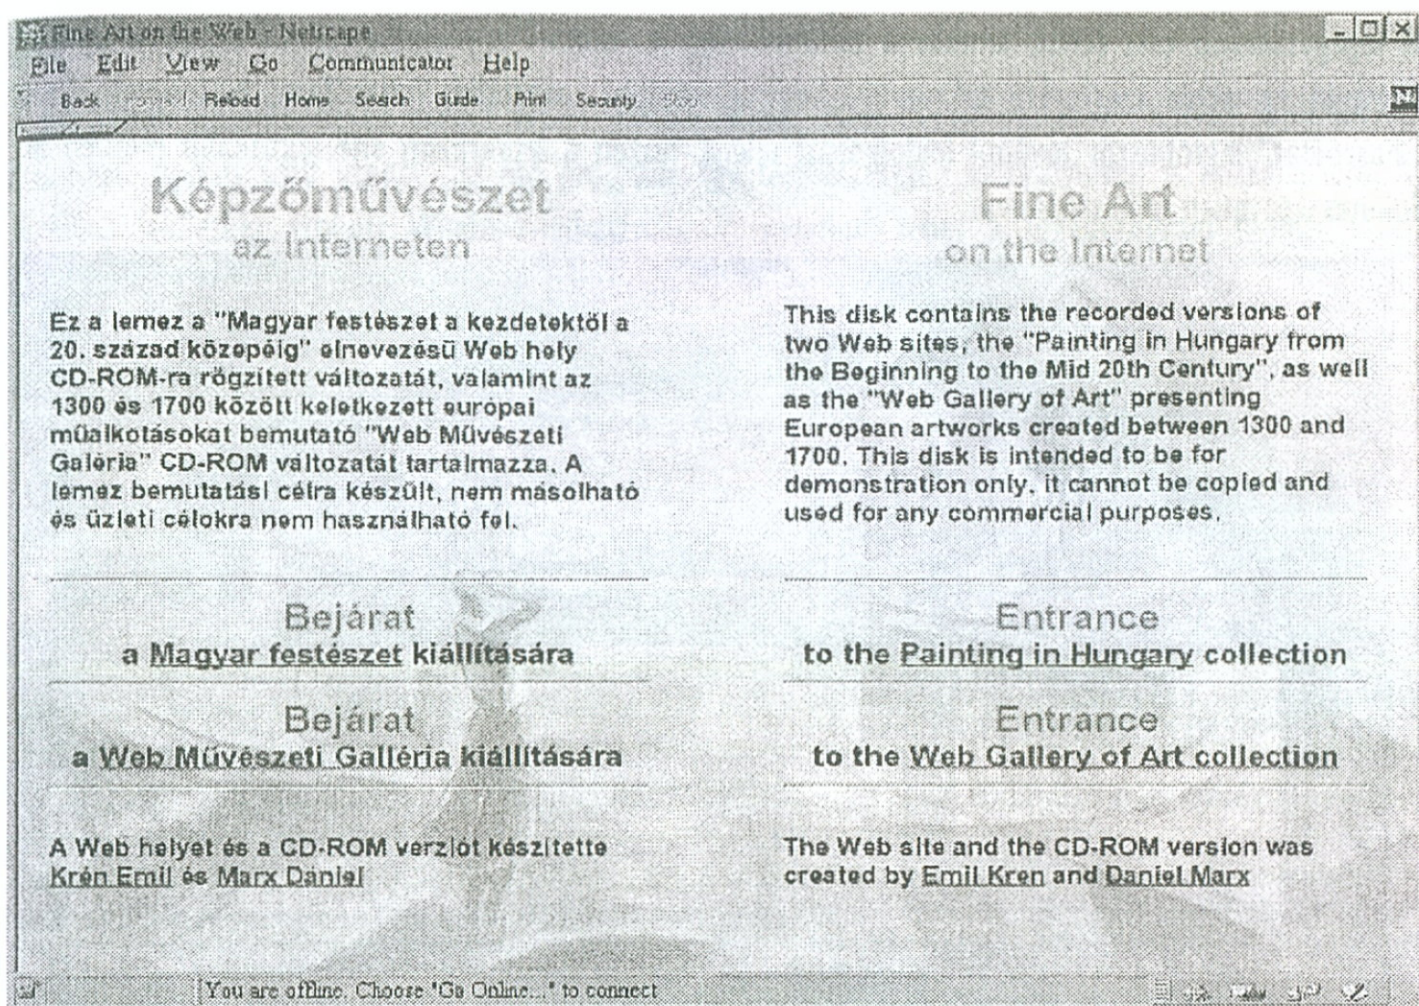 Fine Art on the Web - Netscape
File Edit View Go Communicator Help
Back Forward Reload Home Search Guide Print Security Stop
Képzőművészet
az Interneten
Ez a lemez a "Magyar festészet a kezdetektől a
20. század közepéig" elnevezésű Web hely
CD-ROM-ra rögzített változatát, valamint az
1300 és 1700 között keletkezett európai
műalkotásokat bemutató "Web Művészeti
Galéria" CD-ROM változatát tartalmazza. A
lemez bemutatási célra készült, nem másolható
és üzleti célokra nem használható fel.
Bejárat
a Magyar festészet kiállítására
Bejárat
a Web Művészeti Galléria kiállítására
A Web helyet és a CD-ROM verziót készítette
Krén Emil és Marx Dániel
Fine Art
on the Internet
This disk contains the recorded versions of
two Web sites, the "Painting in Hungary from
the Beginning to the Mid 20th Century", as well
as the "Web Gallery of Art" presenting
European artworks created between 1300 and
1700. This disk is intended to be for
demonstration only, it cannot be copied and
used for any commercial purposes.
Entrance
to the Painting in Hungary collection
Entrance
to the Web Gallery of Art collection
The Web site and the CD-ROM version was
created by Emil Kren and Daniel Marx
You are offline. Choose "Go Online..." to connect